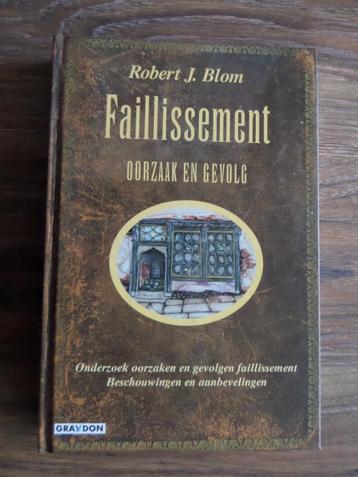 Robert J. Blom
Faillissement
OORZAAK EN GEVOLG
Onderzoek oorzaken en gevolgen faillissement
Beschouwingen en aanbevelingen
GRAYDON